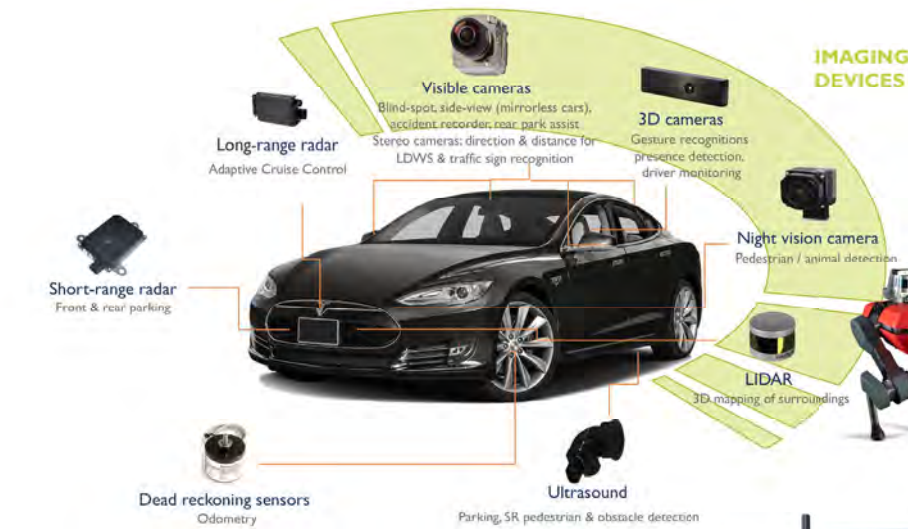 IMAGING
DEVICES
Visible cameras
Blind-spot, side-view (mirrorless cars),
accident recorder, rear park assist
Stereo cameras: direction & distance for
LDWS & traffic sign recognition
3D cameras
Gesture recognitions
presence detection,
driver monitoring
Long-range radar
Adaptive Cruise Control
Night vision camera
Pedestrian / animal detection
Short-range radar
Front & rear parking
LIDAR
3D mapping of surroundings
Dead reckoning sensors
Odometry
Ultrasound
Parking, SR pedestrian & obstacle detection